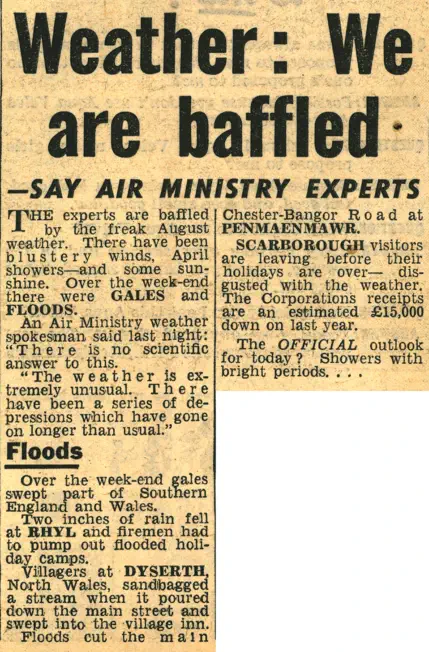 Weather: We
are baffled
—SAY AIR MINISTRY EXPERTS
THE experts are baffled
by the freak August
weather. There have been
blustery winds, April
showers—and some sun-
shine. Over the week-end
there were GALES and
FLOODS.
An Air Ministry weather
spokesman said last night:
"There is no scientific
answer to this.
"The weather is ex-
tremely unusual. There
have been a series of de-
pressions which have gone
on longer than usual."
Floods
Over the week-end gales
swept part of Southern
England and Wales.
Two inches of rain fell
at RHYL and firemen had
to pump out flooded holi-
day camps.
Villagers at DYSERTH,
North Wales, sandbagged
a stream when it poured
down the main street and
swept into the village inn.
Floods cut the main
Chester-Bangor Road at
PENMAENMAWR.
SCARBOROUGH visitors
are leaving before their
holidays are over— dis-
gusted with the weather.
The Corporations receipts
are an estimated £15,000
down on last year.
The OFFICIAL outlook
for today? Showers with
bright periods. . . .